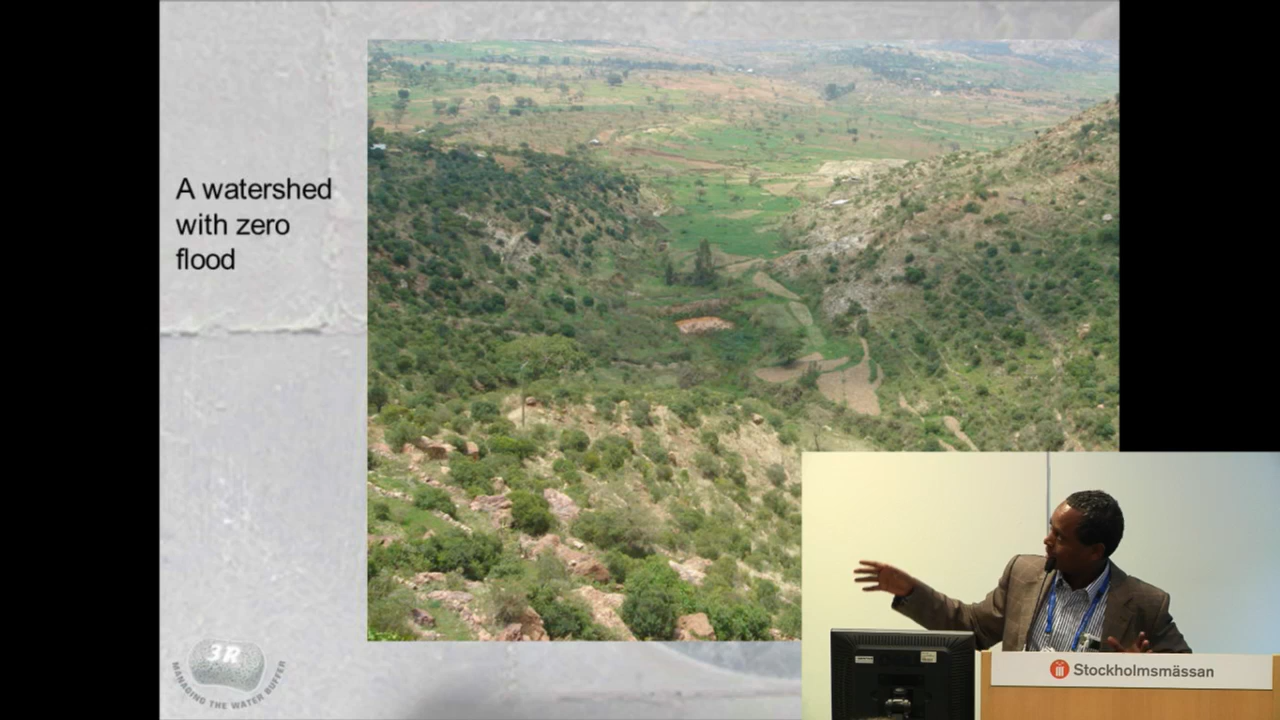 A watershed
with zero
flood
3R
MANAGING THE WATER BUFFER
Stockholmsmässan